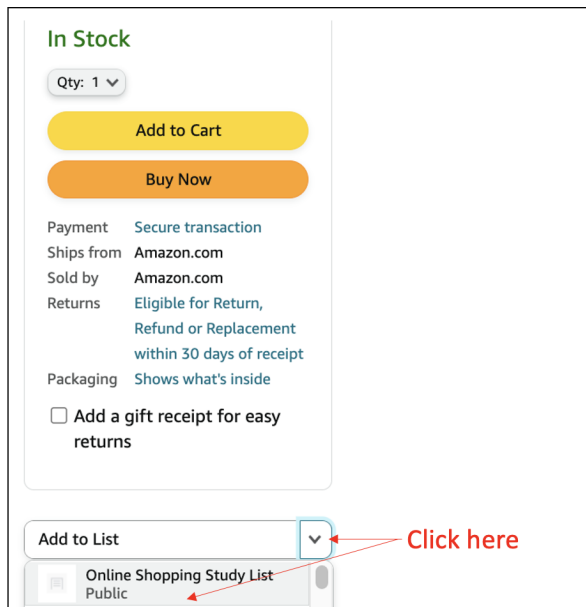 In Stock
Qty: 1
Add to Cart
Buy Now
Payment Secure transaction
Ships from Amazon.com
Sold by Amazon.com
Returns Eligible for Return,
Refund or Replacement
within 30 days of receipt
Packaging Shows what's inside
Add a gift receipt for easy
returns
Add to List
Click here
Online Shopping Study List
Public